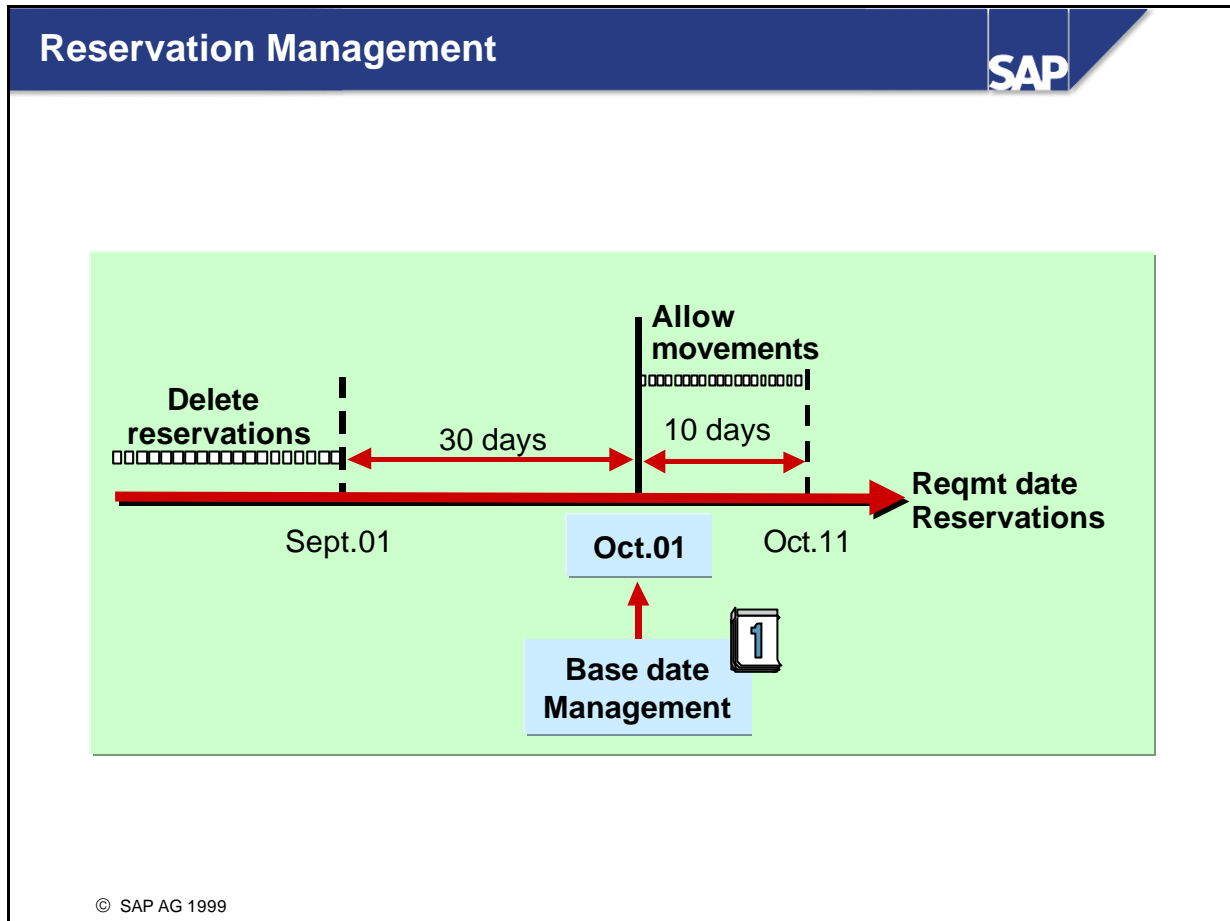 Reservation Management
SAP
Allow
movements
Delete
reservations
30 days
10 days
Reqmt date
Reservations
Sept.01
Oct.01
Oct.11
1
Base date
Management
© SAP AG 1999